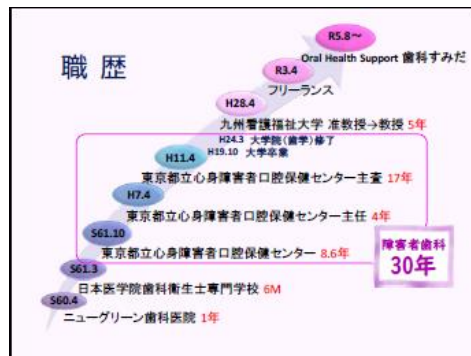 職 歴
R5.8～
Oral Health Support 歯科すみだ
R3.4
フリーランス
H28.4
九州看護福祉大学 准教授→教授 5年
H24.3 大学院(歯学)修了
H19.10 大学卒業
H11.4
東京都立心身障害者口腔保健センター主査 17年
H7.4
東京都立心身障害者口腔保健センター主任 4年
S61.10
東京都立心身障害者口腔保健センター 8.6年
障害者歯科
30年
S61.3
日本医学院歯科衛生士専門学校 6M
S60.4
ニューグリーン歯科医院 1年